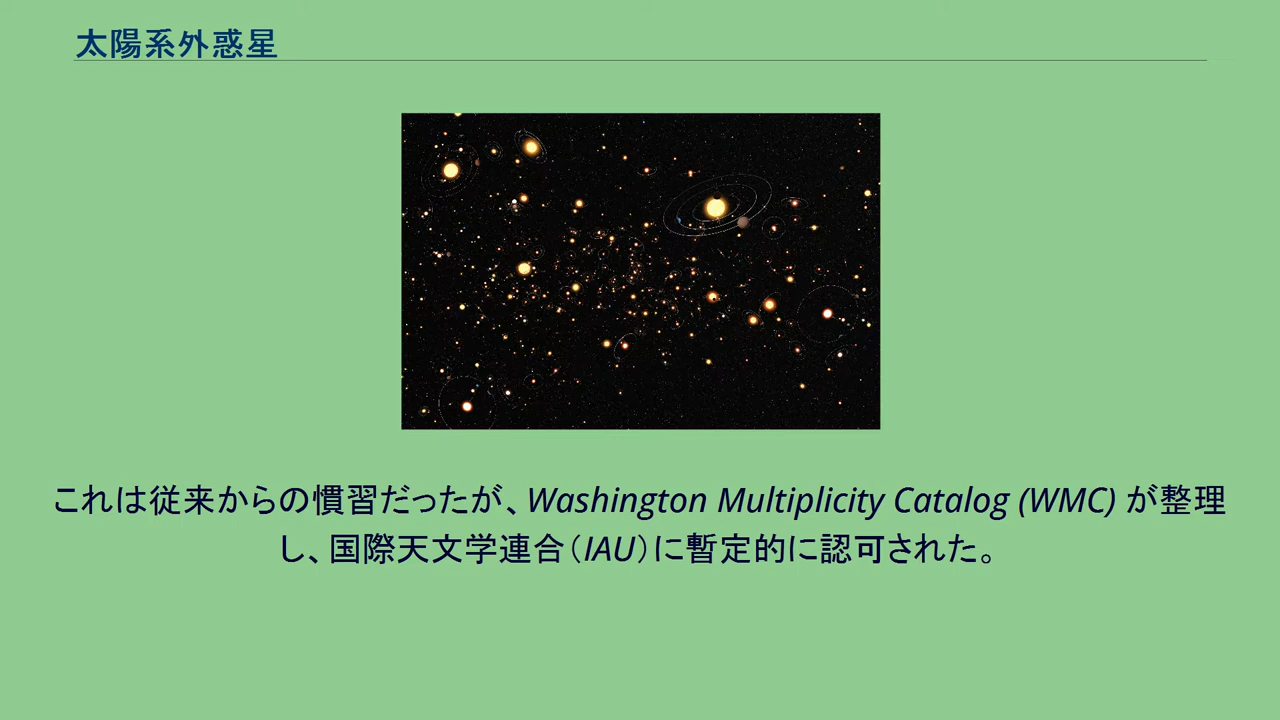 太陽系外惑星
これは従来からの慣習だったが、Washington Multiplicity Catalog (WMC) が整理
し、国際天文学連合（IAU）に暫定的に認可された。